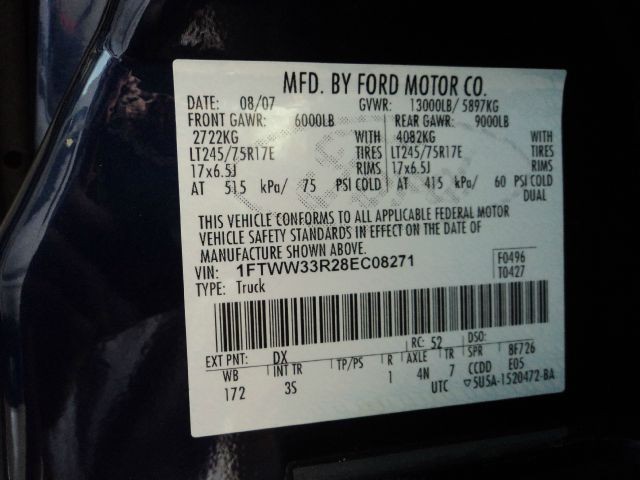 MFD. BY FORD MOTOR CO.
DATE: 08/07 GVWR: 13000LB/ 5897KG
FRONT GAWR: 6000LB REAR GAWR: 9000LB
2722KG WITH 4082KG WITH
LT245/75R17E TIRES LT245/75R17E TIRES
17x6.5J RIMS 17x6.5J RIMS
AT 515 kPa/ 75 PSI COLD AT 415 kPa/ 60 PSI COLD
DUAL
THIS VEHICLE CONFORMS TO ALL APPLICABLE FEDERAL MOTOR
VEHICLE SAFETY STANDARDS IN EFFECT ON THE DATE OF
MANUFACTURE SHOWN ABOVE.
VIN: 1FTWW33R28EC08271 F0496
TYPE: Truck T0427
EXT PNT: DX RC: 52 DSO:
WB INT TR TP/PS R AXLE TR SPR 8F726
172 3S 1 4N 7 CCDD E05
UTC ▽5U5A-1520472-BA